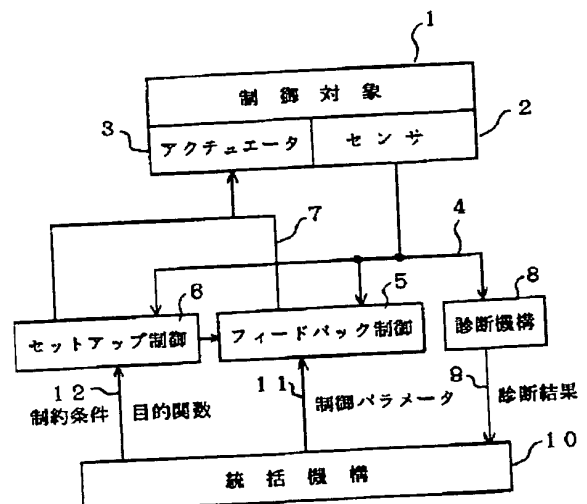 1
制御対象
3
アクチュエータ
センサ
2
7
4
6
5
8
セットアップ制御
フィードバック制御
診断機構
12
制約条件
目的関数
11
制御パラメータ
9
診断結果
統括機構
10